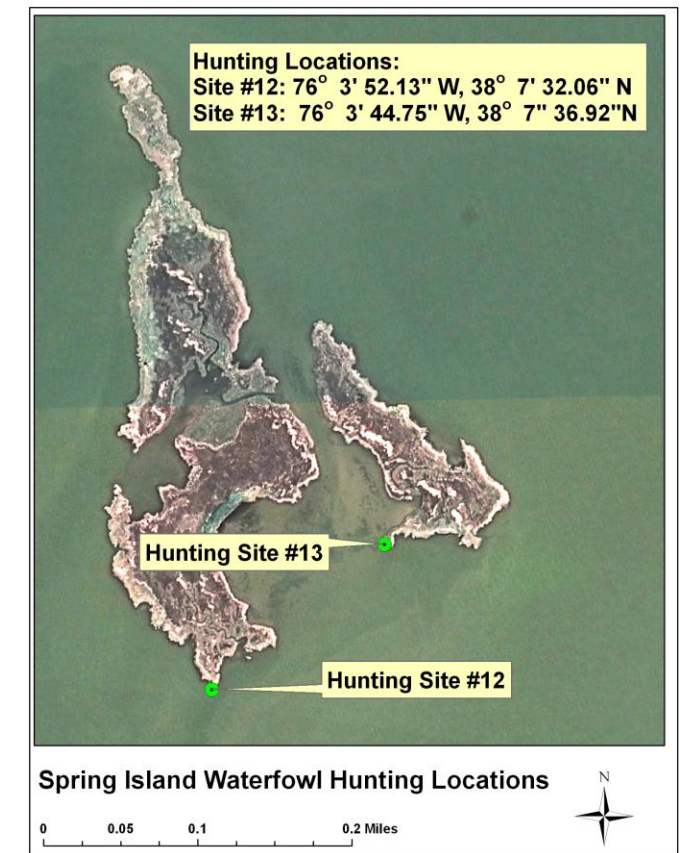 Hunting Locations:
Site #12: 76° 3' 52.13" W, 38° 7' 32.06" N
Site #13: 76° 3' 44.75" W, 38° 7" 36.92"N
Hunting Site #13
Hunting Site #12
Spring Island Waterfowl Hunting Locations
N
0 0.05 0.1 0.2 Miles